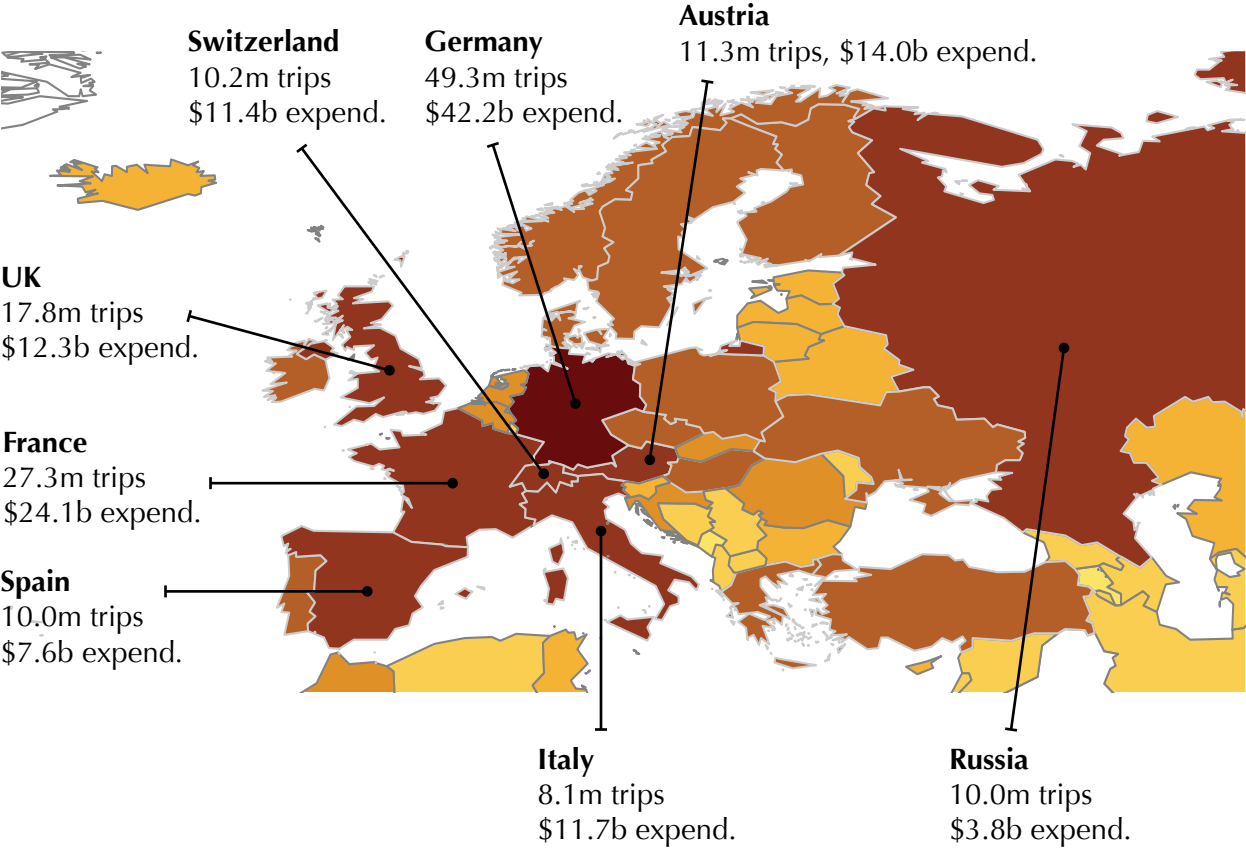 Austria
11.3m trips, $14.0b expend.
Switzerland
10.2m trips
$11.4b expend.
Germany
49.3m trips
$42.2b expend.
UK
17.8m trips
$12.3b expend.
France
27.3m trips
$24.1b expend.
Spain
10.0m trips
$7.6b expend.
Italy
8.1m trips
$11.7b expend.
Russia
10.0m trips
$3.8b expend.